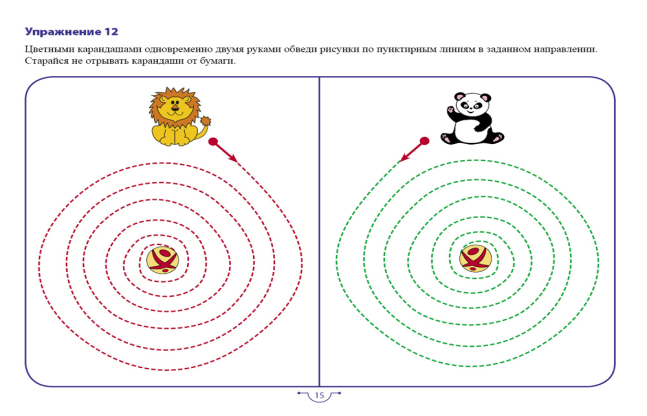 Упражнение 12
Цветными карандашами одновременно двумя руками обведи рисунки по пунктирным линиям в заданном направлении.
Старайся не отрывать карандаши от бумаги.
15